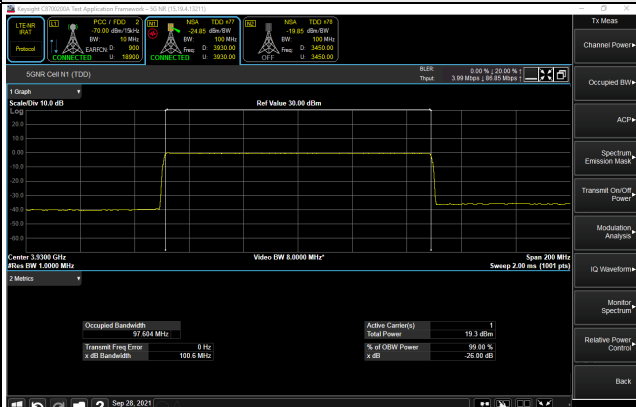 Keysight C8700200A Test Application Framework – 5G NR (15.19.4.13211)
LTE/NR IRAT
Protocol
L1
PCC / FDD 2
-70.00 dBm/15kHz
BW: 10 MHz
EARFCN: D: 900
CONNECTED U: 18900
N1
NSA TDD n77
-24.85 dBm/BW
BW: 100 MHz
Freq: D: 3930.00
CONNECTED U: 3930.00
N2
NSA TDD n78
-24.85 dBm/BW
BW: 100 MHz
Freq: D: 3450.00
OFF U: 3450.00
5GNR Cell N1 (TDD)
BLER: 0.00 % ↓ 20.00 % ↑
Thput: 3.99 Mbps ↓ 86.85 Mbps ↑
1 Graph
Scale/Div 10.0 dB
Ref Value 30.00 dBm
Log
20.0
10.0
0.00
-10.0
-20.0
-30.0
-40.0
-50.0
-60.0
Center 3.9300 GHz
Video BW 8.0000 MHz*
Span 200 MHz
#Res BW 1.0000 MHz
Sweep 2.00 ms (1001 pts)
2 Metrics
Occupied Bandwidth
97.604 MHz
Transmit Freq Error 0 Hz
x dB Bandwidth 100.6 MHz
Active Carrier(s) 1
Total Power 19.3 dBm
% of OBW Power 99.00 %
x dB -26.00 dB
Sep 28, 2021
Tx Meas
Channel Power
Occupied BW
ACP
Spectrum Emission Mask
Transmit On/Off Power
Modulation Analysis
IQ Waveform
Monitor Spectrum
Relative Power Control
Back